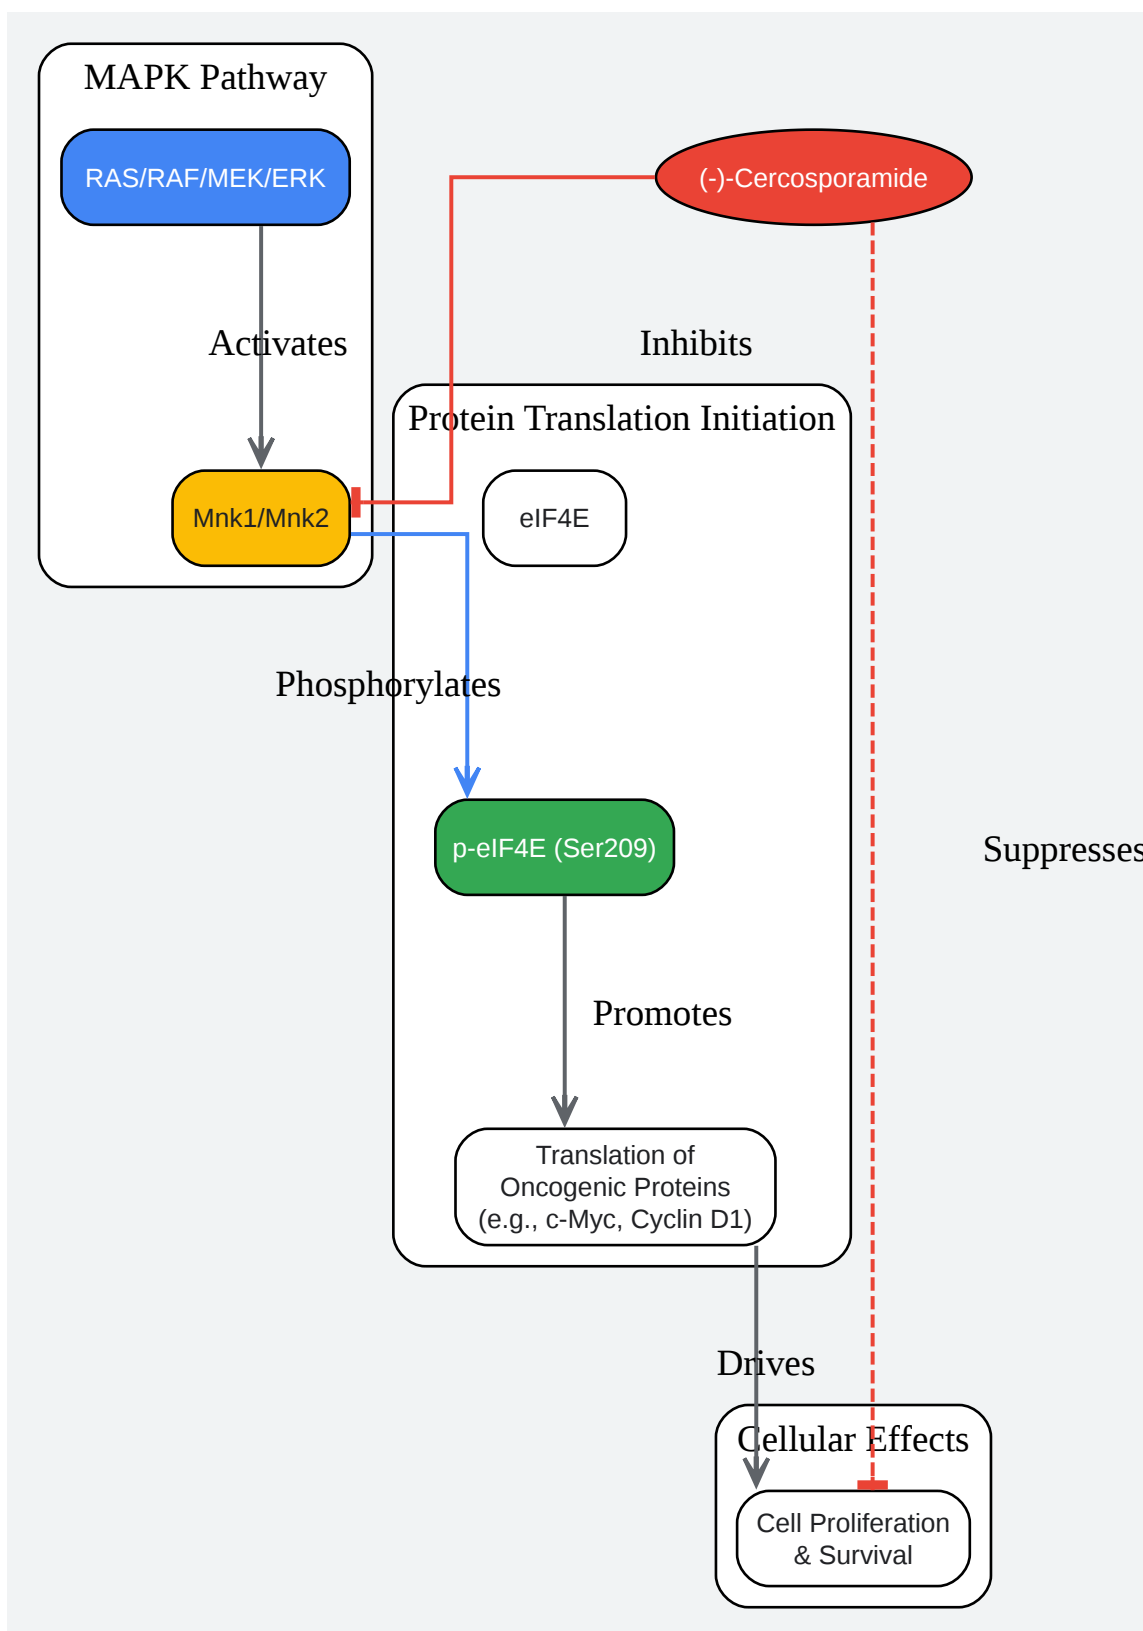 MAPK Pathway
RAS/RAF/MEK/ERK
(-)-Cercosporamide
Activates
Inhibits
Protein Translation Initiation
Mnk1/Mnk2
eIF4E
Phosphorylates
p-eIF4E (Ser209)
Suppresses
Promotes
Translation of
Oncogenic Proteins
(e.g., c-Myc, Cyclin D1)
Drives
Cellular Effects
Cell Proliferation
& Survival